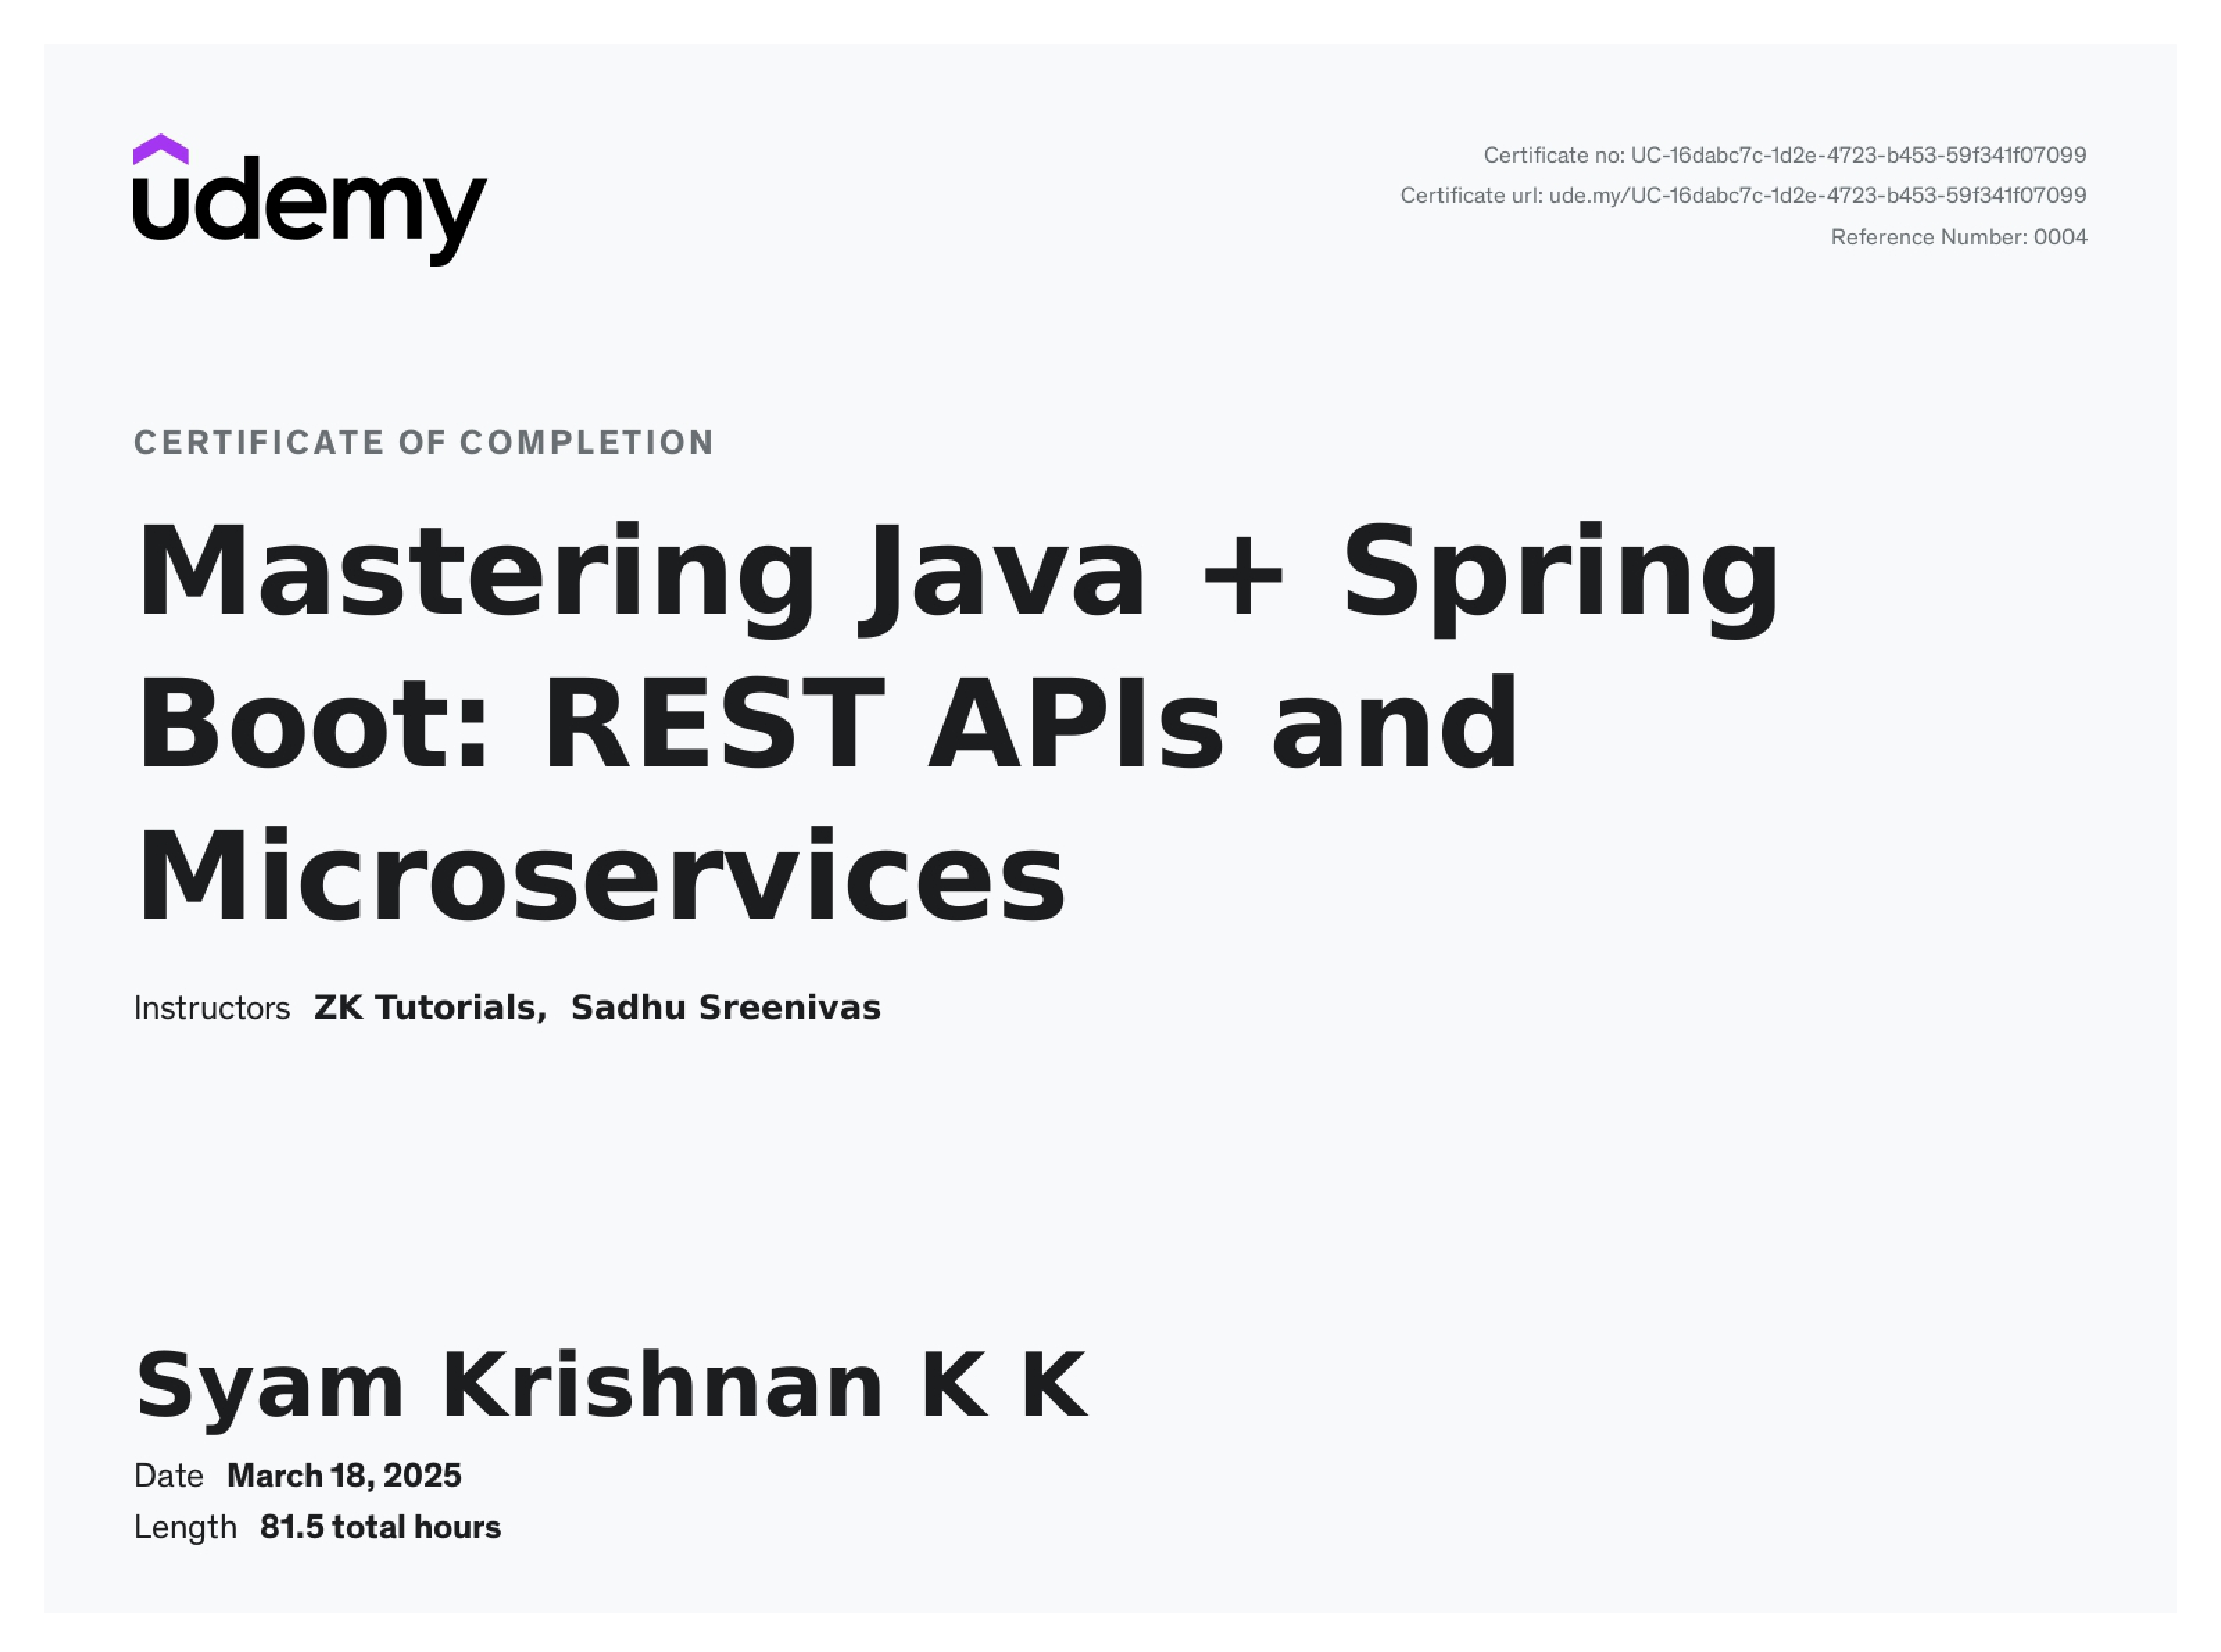 udemy
Certificate no: UC-16dabc7c-1d2e-4723-b453-59f341f07099
Certificate url: ude.my/UC-16dabc7c-1d2e-4723-b453-59f341f07099
Reference Number: 0004
CERTIFICATE OF COMPLETION
Mastering Java + Spring
Boot: REST APIs and
Microservices
Instructors ZK Tutorials, Sadhu Sreenivas
Syam Krishnan K K
Date March 18, 2025
Length 81.5 total hours